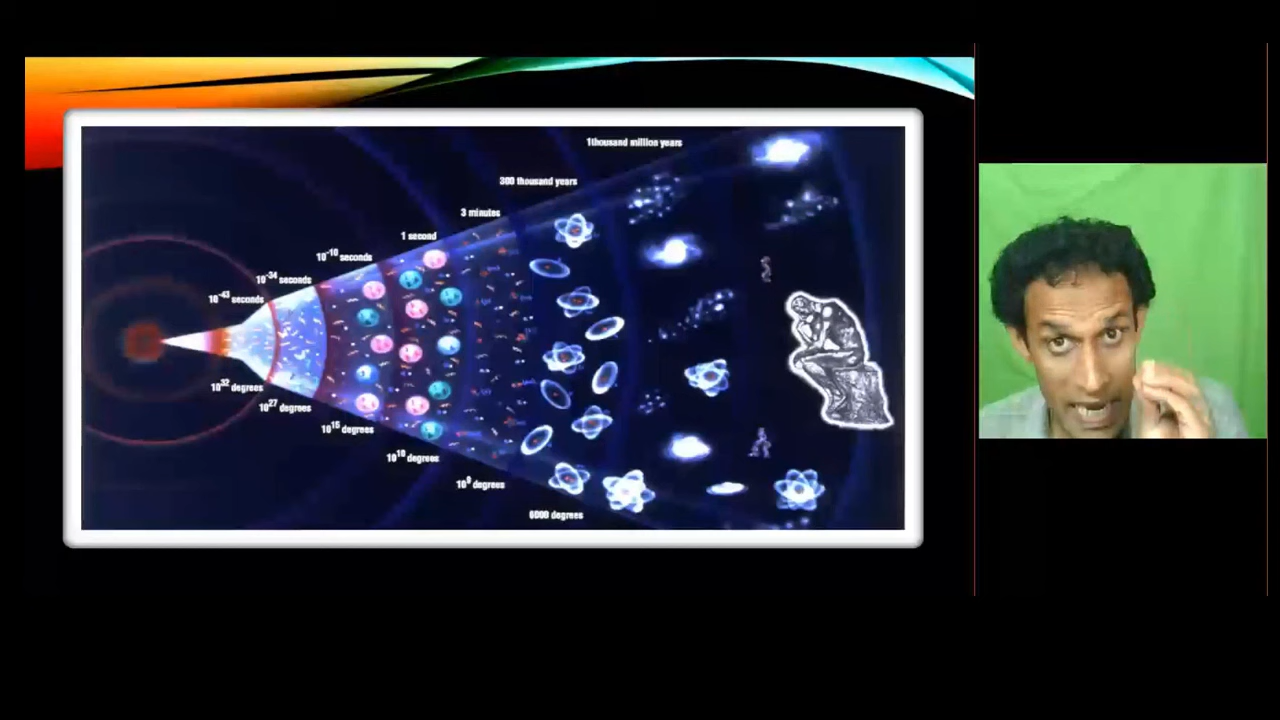 1thousand million years
300 thousand years
3 minutes
1 second
10-10 seconds
10-34 seconds
10-43 seconds
1032 degrees
1027 degrees
1015 degrees
1010 degrees
109 degrees
6000 degrees